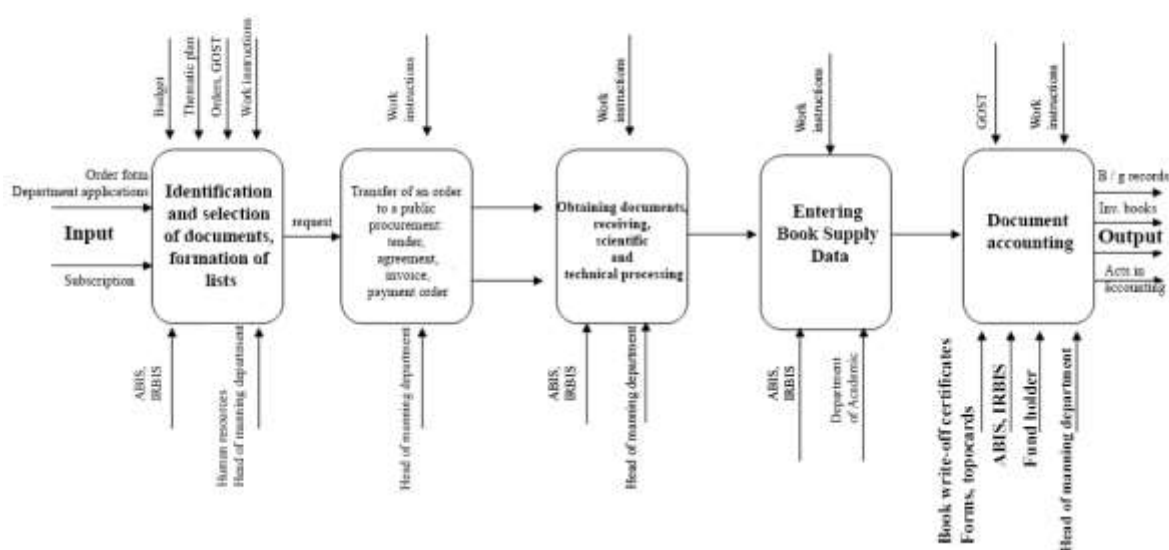 Budget
Thematic plan
Orders, GOST
Work instructions
Work
instructions
Work
instructions
Work
instructions
GOST
Work
instructions
Order form
Department applications
Input
Subscription
Identification
and selection
of documents,
formation of
lists
request
Transfer of an order
to a public
procurement:
tender,
agreement,
invoice,
payment order
Obtaining documents,
receiving,
scientific
and
technical processing
Entering
Book Supply
Data
Document
accounting
B / g records
Inv. books
Output
Acts in
accounting
ABIS,
IRBIS
Human resources
Head of manning department
Head of manning department
ABIS,
IRBIS
Head of manning department
ABIS,
IRBIS
Department
of Academic
Book write-off certificates
Forms, topocards
ABIS, IRBIS
Fund holder
Head of manning department